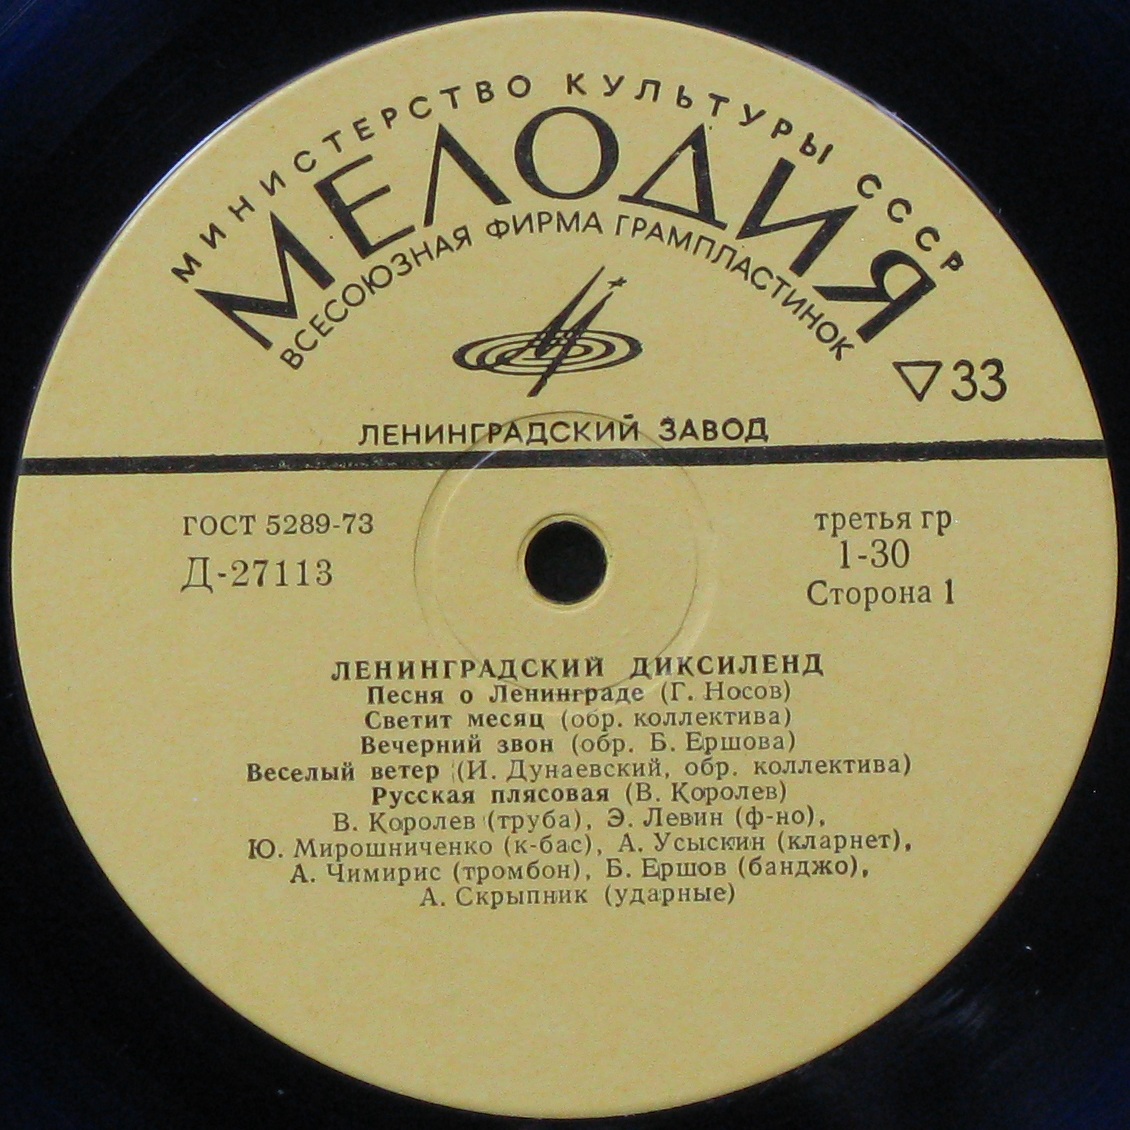 МИНИСТЕРСТВО КУЛЬТУРЫ СССР
МЕЛОДИЯ
ВСЕСОЮЗНАЯ ФИРМА ГРАМПЛАСТИНОК
33
ЛЕНИНГРАДСКИЙ ЗАВОД
ГОСТ 5289-73
Д-27113
третья гр
1-30
Сторона 1
ЛЕНИНГРАДСКИЙ ДИКСИЛЕНД
Песня о Ленинграде (Г. Носов)
Светит месяц (обр. коллектива)
Вечерний звон (обр. Б. Ершова)
Веселый ветер (И. Дунаевский, обр. коллектива)
Русская плясовая (В. Королев)
В. Королев (труба), Э. Левин (ф-но),
Ю. Мирошниченко (к-бас), А. Усыскин (кларнет),
А. Чимирис (тромбон), Б. Ершов (банджо),
А. Скрыпник (ударные)